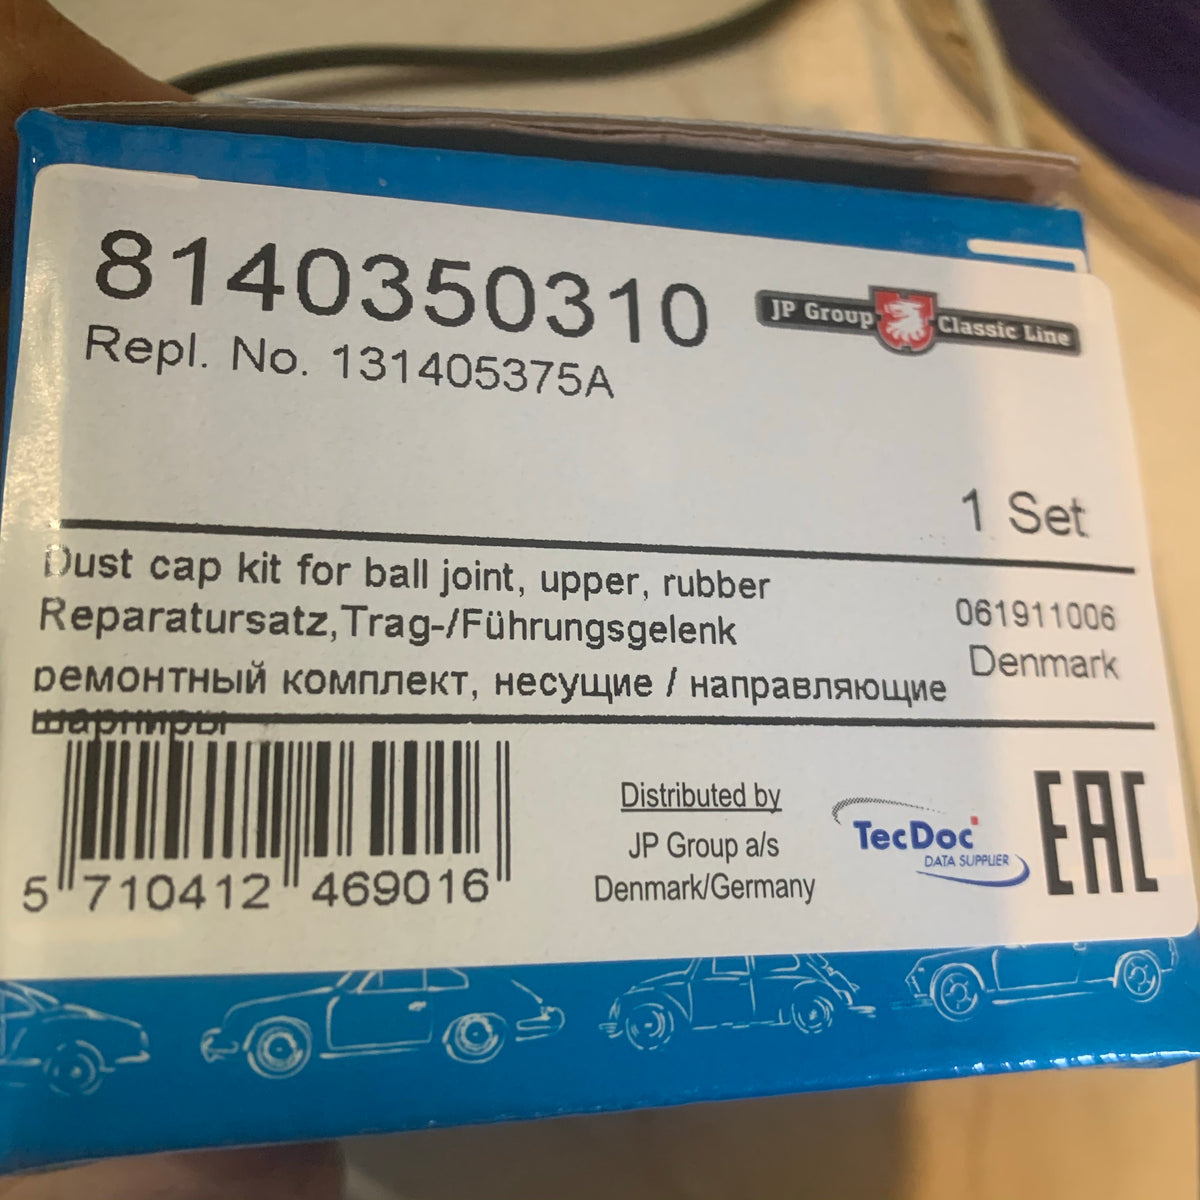 8140350310
JP Group Classic Line
Repl. No. 131405375A
1 Set
Dust cap kit for ball joint, upper, rubber
Reparatursatz,Trag-/Führungsgelenk
ремонтный комплект, несущие / направляющие
шарниры
061911006
Denmark
5 710412 469016
Distributed by
JP Group a/s
Denmark/Germany
TecDoc
DATA SUPPLIER
EAC